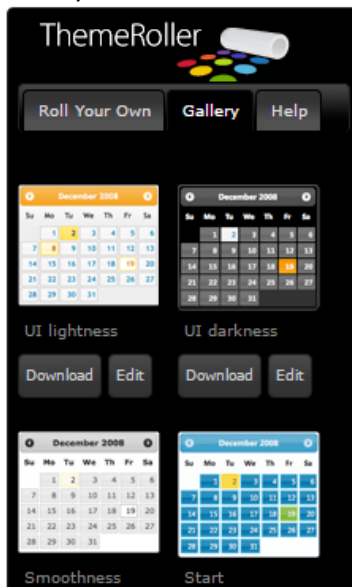 ThemeRoller
Roll Your Own Gallery Help
December 2008 December 2008
Su Mo Tu We Th Fr Sa Su Mo Tu We Th Fr Sa
1 2 3 4 5 6 1 2 3 4 5 6
7 8 9 10 11 12 13 7 8 9 10 11 12 13
14 15 16 17 18 19 20 14 15 16 17 18 19 20
21 22 23 24 25 26 27 21 22 23 24 25 26 27
28 29 30 31 28 29 30 31
UI lightness UI darkness
Download Edit Download Edit
December 2008 December 2008
Su Mo Tu We Th Fr Sa Su Mo Tu We Th Fr Sa
1 2 3 4 5 6 1 2 3 4 5 6
7 8 9 10 11 12 13 7 8 9 10 11 12 13
14 15 16 17 18 19 20 14 15 16 17 18 19 20
21 22 23 24 25 26 27 21 22 23 24 25 26 27
28 29 30 31 28 29 30 31
Smoothness Start